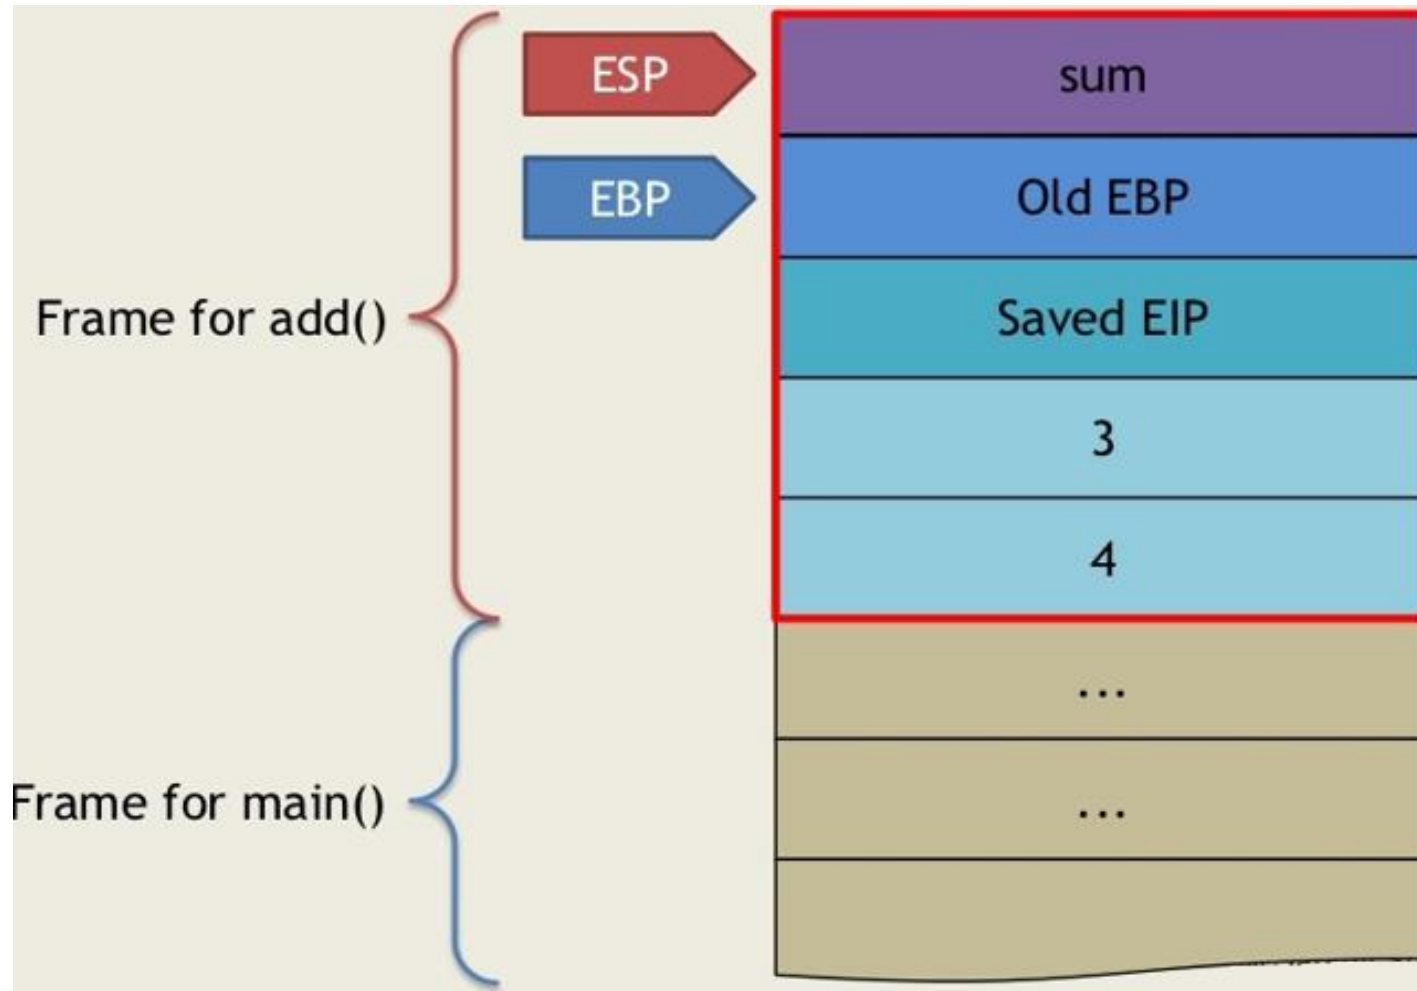 ESP
sum
EBP
Old EBP
Frame for add()
Saved EIP
3
4
...
Frame for main()
...